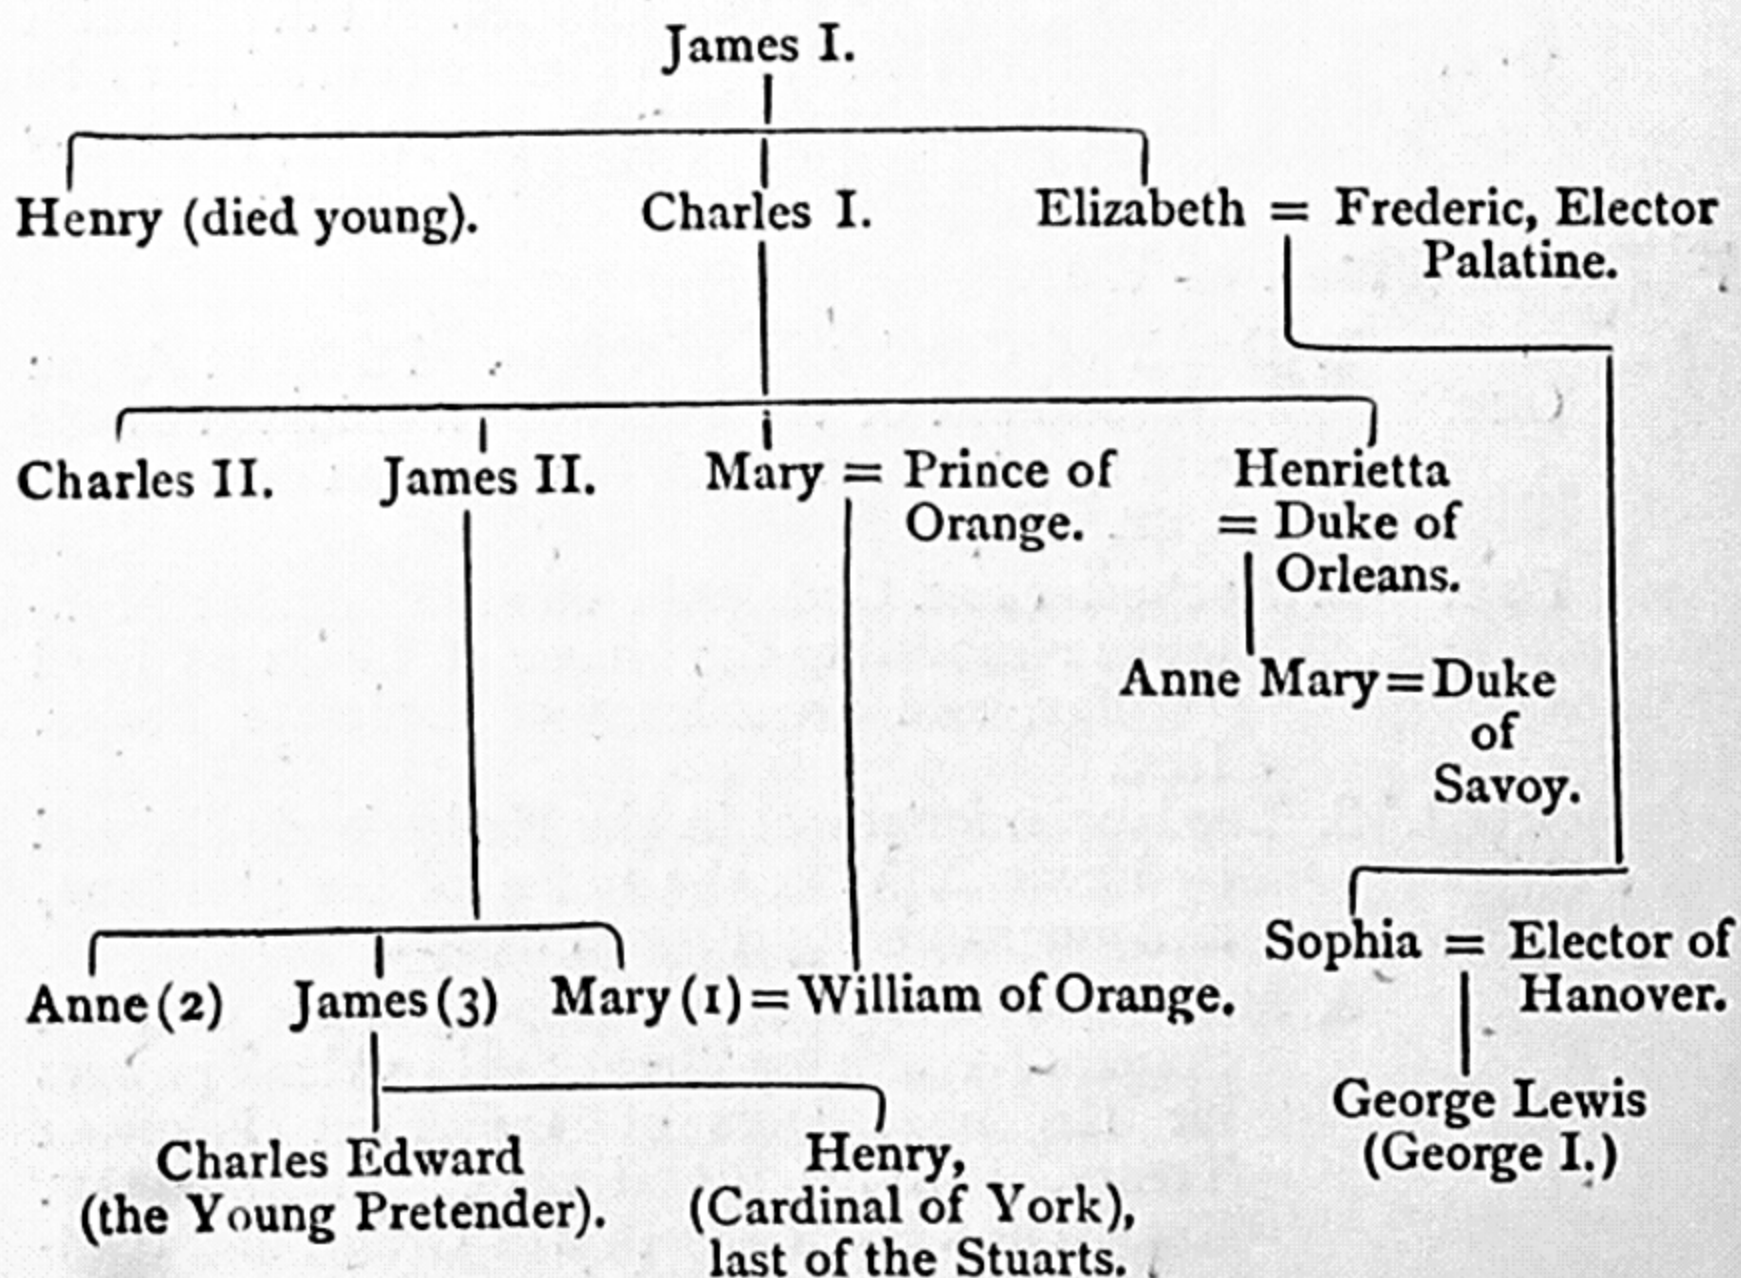 James I.
Henry (died young).
Charles I.
Elizabeth = Frederic, Elector
Palatine.
Charles II.
James II.
Mary = Prince of
Orange.
Henrietta
= Duke of
Orleans.
Anne Mary = Duke
of
Savoy.
Anne (2)
James (3)
Mary (1) = William of Orange.
Sophia = Elector of
Hanover.
George Lewis
(George I.)
Charles Edward
(the Young Pretender).
Henry,
(Cardinal of York),
last of the Stuarts.